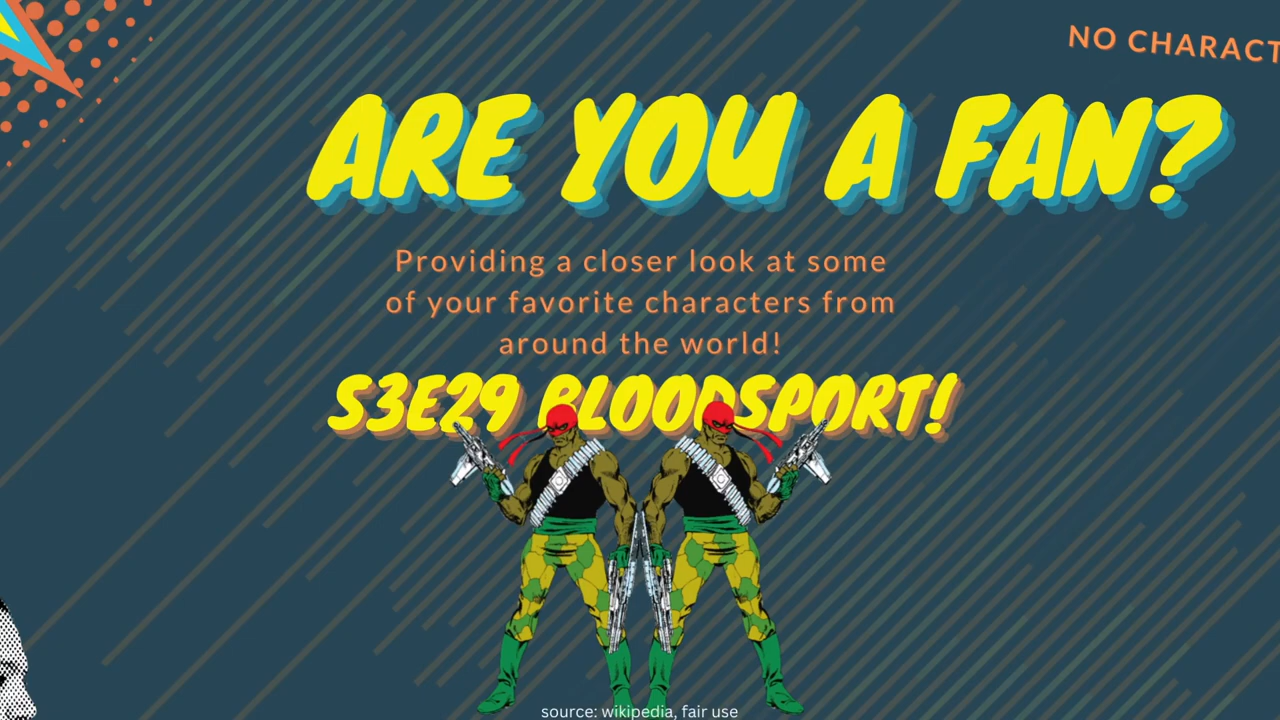 NO CHARACT
ARE YOU A FAN?
Providing a closer look at some
of your favorite characters from
around the world!
S3E29 BLOODSPORT!
source: wikipedia, fair use